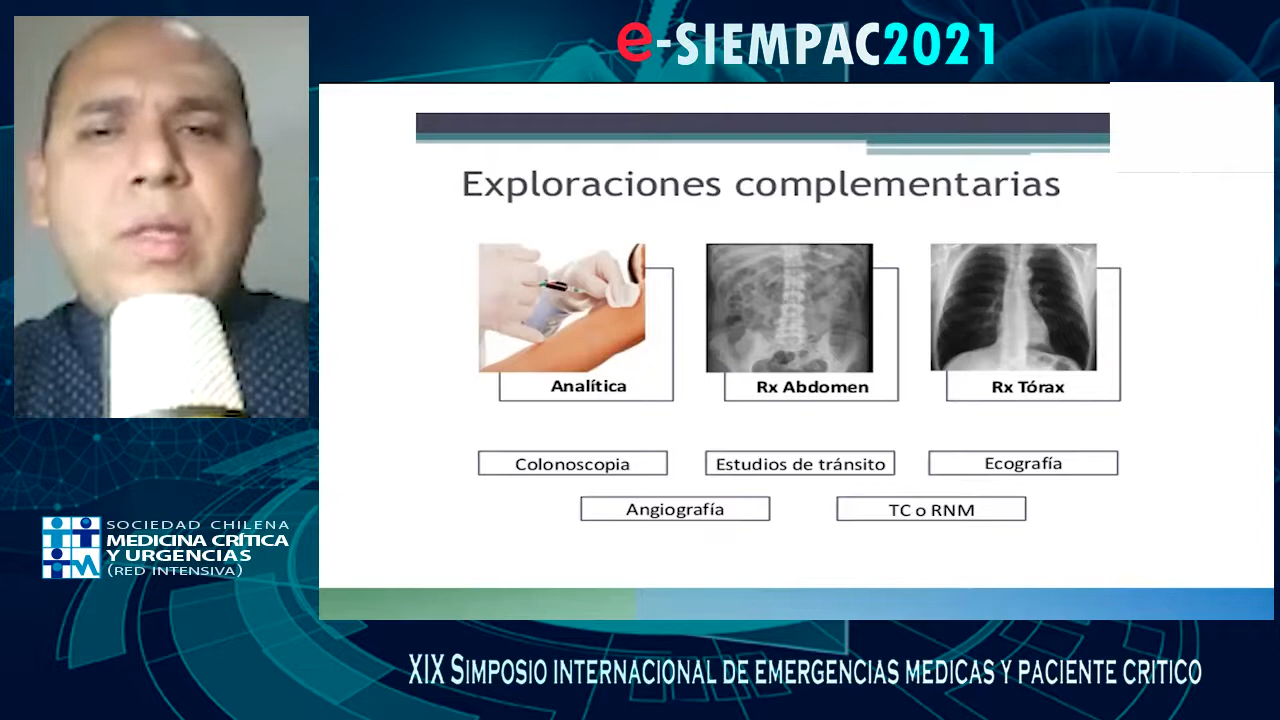 e-SIEMPAC2021
Exploraciones complementarias
Analítica
Rx Abdomen
Rx Tórax
Colonoscopia
Estudios de tránsito
Ecografía
Angiografía
TC o RNM
SOCIEDAD CHILENA
MEDICINA CRÍTICA
Y URGENCIAS
(RED INTENSIVA)
XIX SIMPOSIO INTERNACIONAL DE EMERGENCIAS MEDICAS Y PACIENTE CRITICO